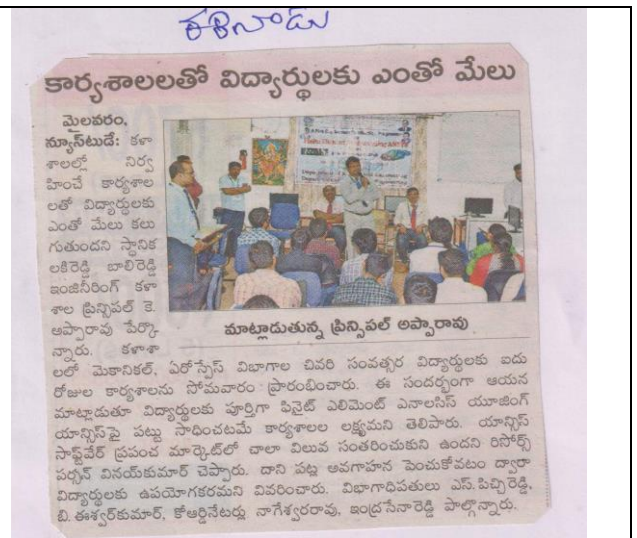 ఈనాడు
కార్యశాలలతో విద్యార్థులకు ఎంతో మేలు
మైలవరం,
న్యూస్‌టుడే: కళా
శాలల్లో నిర్వ
హించే కార్యశాల
లతో విద్యార్థులకు
ఎంతో మేలు కలు
గుతుందని స్థానిక
లకిరెడ్డి బాలిరెడ్డి
ఇంజినీరింగ్ కళా
శాల ప్రిన్సిపల్ కె.
అప్పారావు పేర్కొ
న్నారు. కళాశా
మాట్లాడుతున్న ప్రిన్సిపల్ అప్పారావు
లలో మెకానికల్, ఏరోస్పేస్ విభాగాల చివరి సంవత్సర విద్యార్థులకు ఐదు
రోజుల కార్యశాలను సోమవారం ప్రారంభించారు. ఈ సందర్భంగా ఆయన
మాట్లాడుతూ విద్యార్థులకు పూర్తిగా ఫినైట్ ఎలిమెంట్ ఎనాలసిస్ యూజింగ్
యాన్సిస్‌పై పట్టు సాధించటమే కార్యశాలల లక్ష్యమని తెలిపారు. యాన్సిస్
సాఫ్ట్‌వేర్ ప్రపంచ మార్కెట్‌లో చాలా విలువ సంతరించుకుని ఉందని రిసోర్స్
పర్సన్ వినయ్‌కుమార్ చెప్పారు. దాని పట్ల అవగాహన పెంచుకోవటం ద్వారా
విద్యార్థులకు ఉపయోగకరమని వివరించారు. విభాగాధిపతులు ఎస్.పిచ్చిరెడ్డి,
బి.ఈశ్వర్‌కుమార్, కోఆర్డినేటర్లు నాగేశ్వరరావు, ఇంద్రసేనారెడ్డి పాల్గొన్నారు.